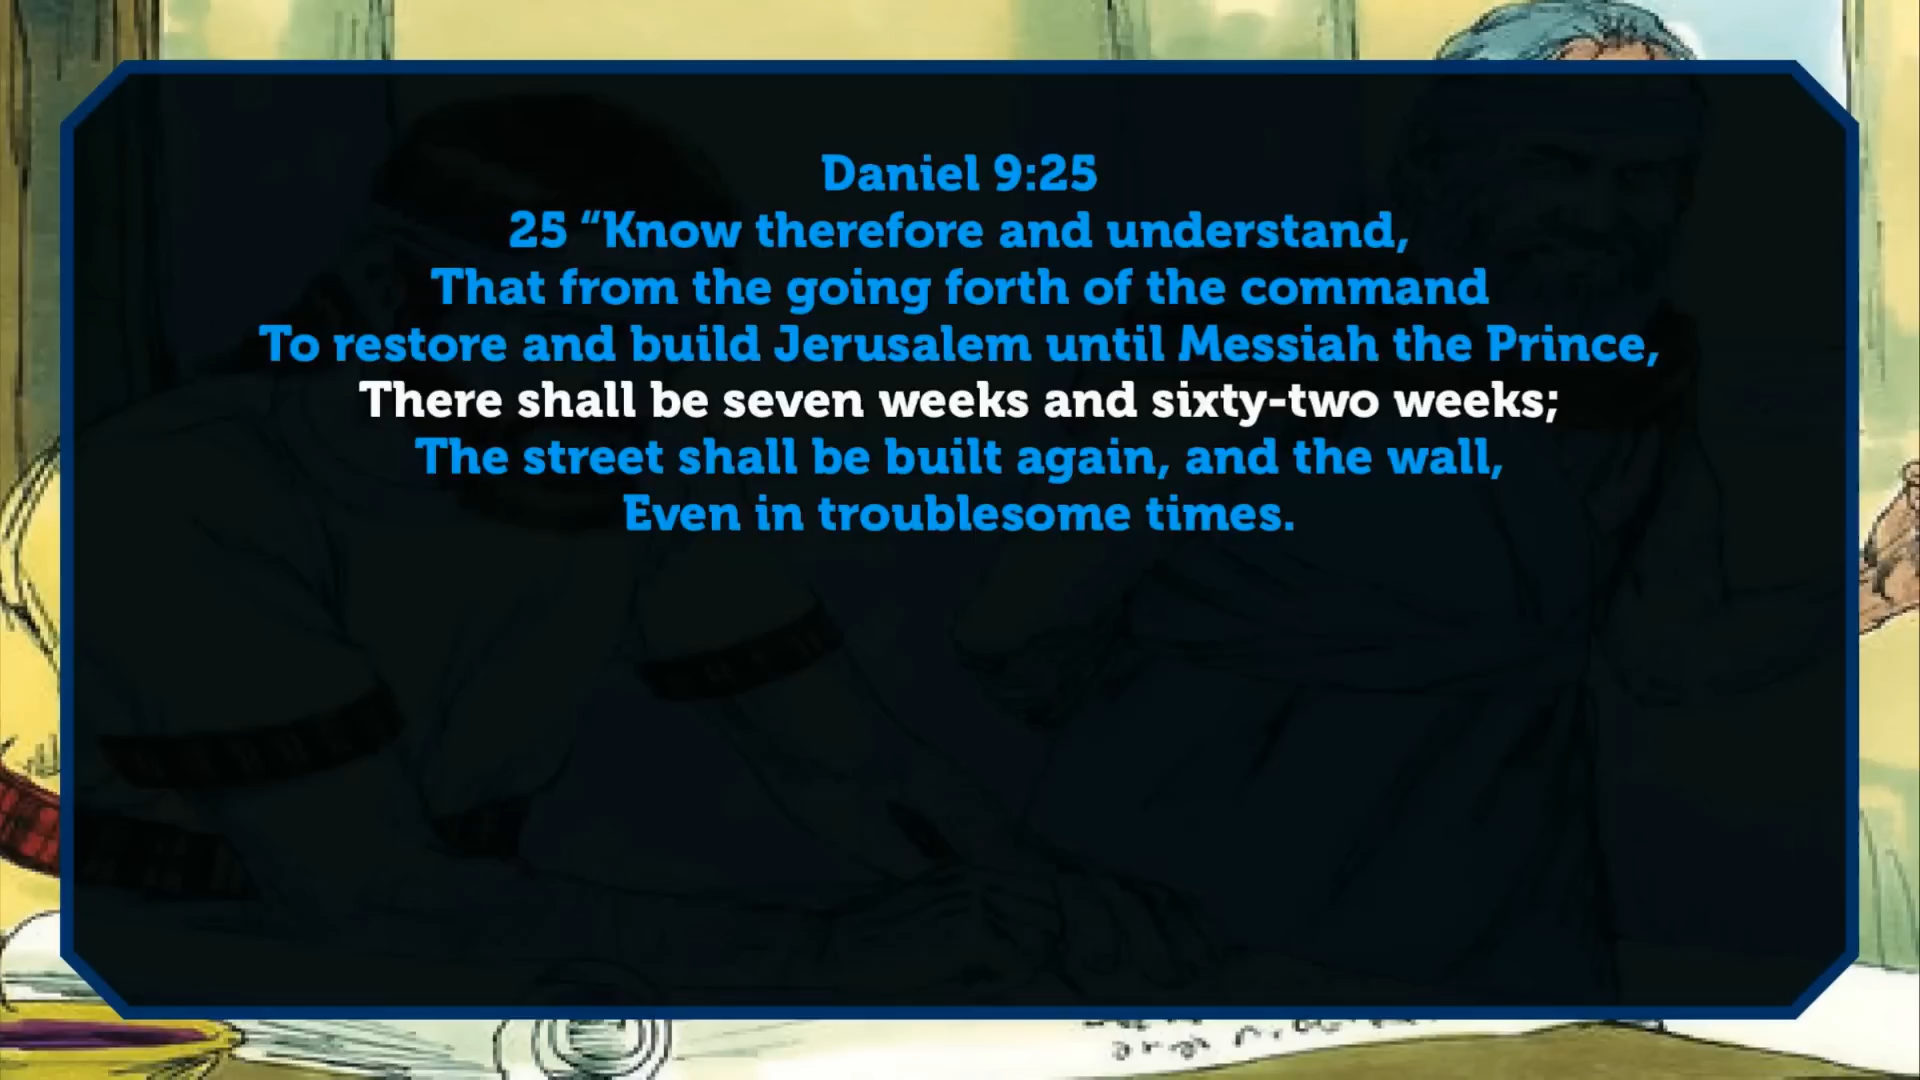 Daniel 9:25
25 “Know therefore and understand,
That from the going forth of the command
To restore and build Jerusalem until Messiah the Prince,
There shall be seven weeks and sixty-two weeks;
The street shall be built again, and the wall,
Even in troublesome times.